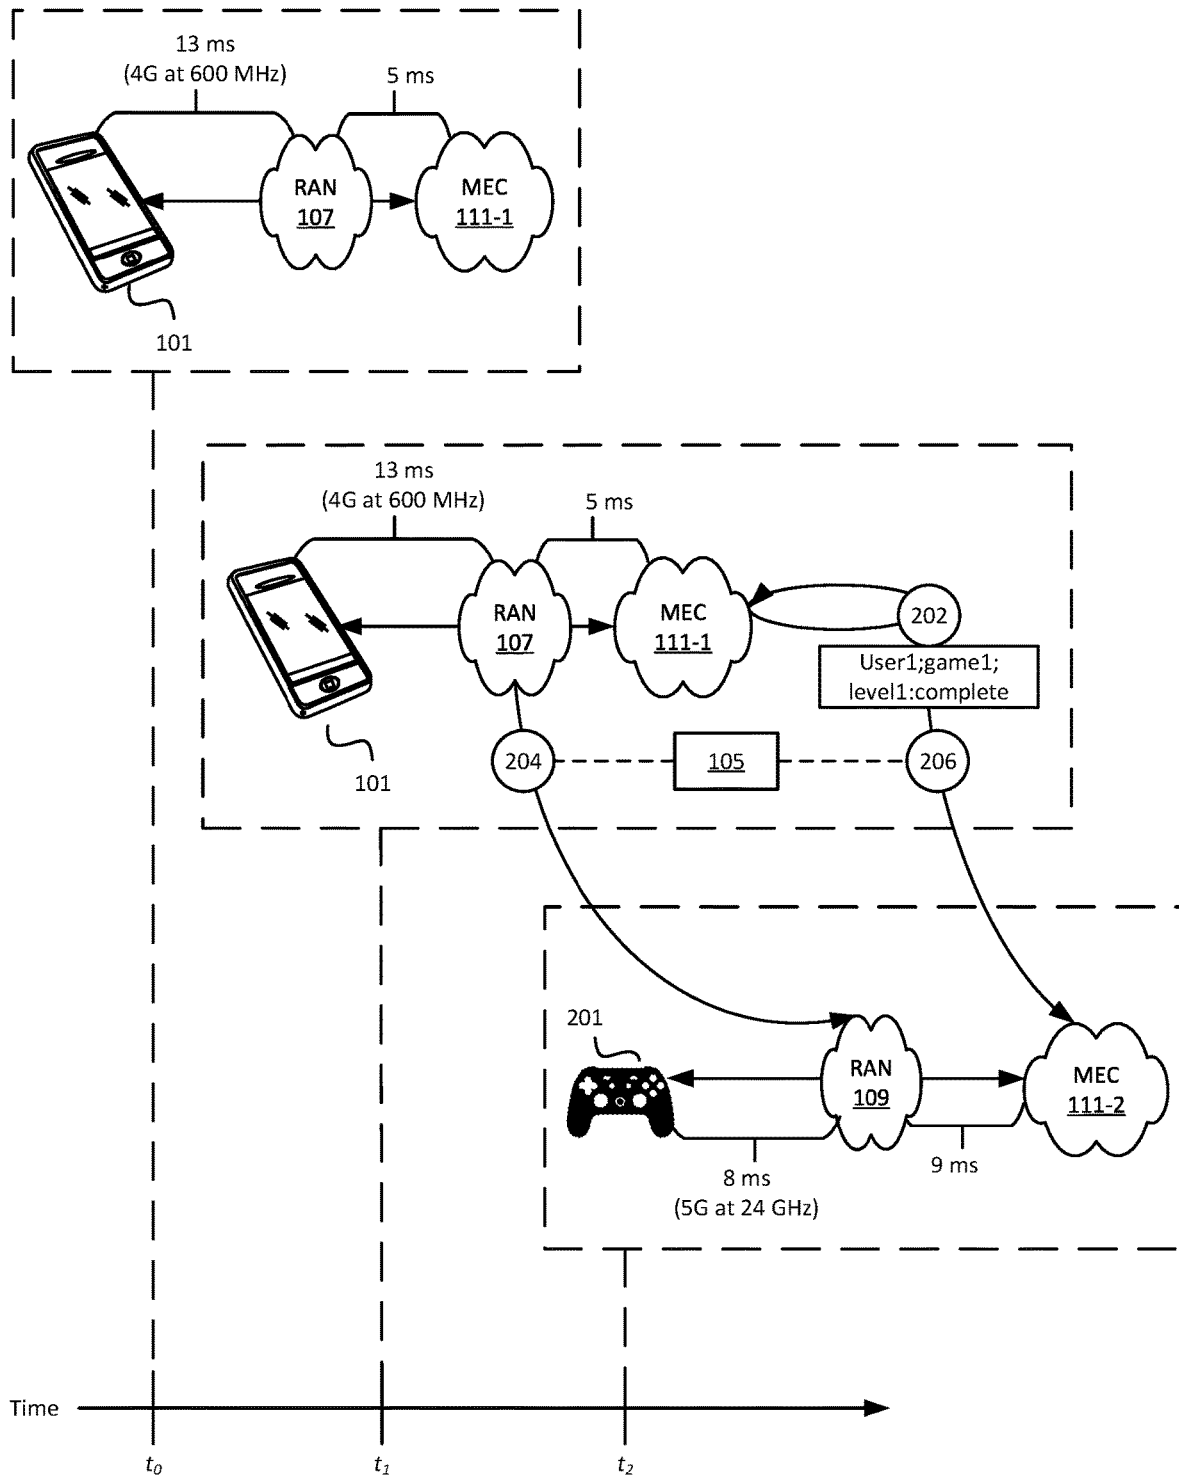 13 ms
(4G at 600 MHz)
5 ms
RAN
107
MEC
111-1
101
13 ms
(4G at 600 MHz)
5 ms
RAN
107
MEC
111-1
202
User1;game1;
level1:complete
204
105
206
101
201
RAN
109
MEC
111-2
8 ms
(5G at 24 GHz)
9 ms
Time
t0
t1
t2